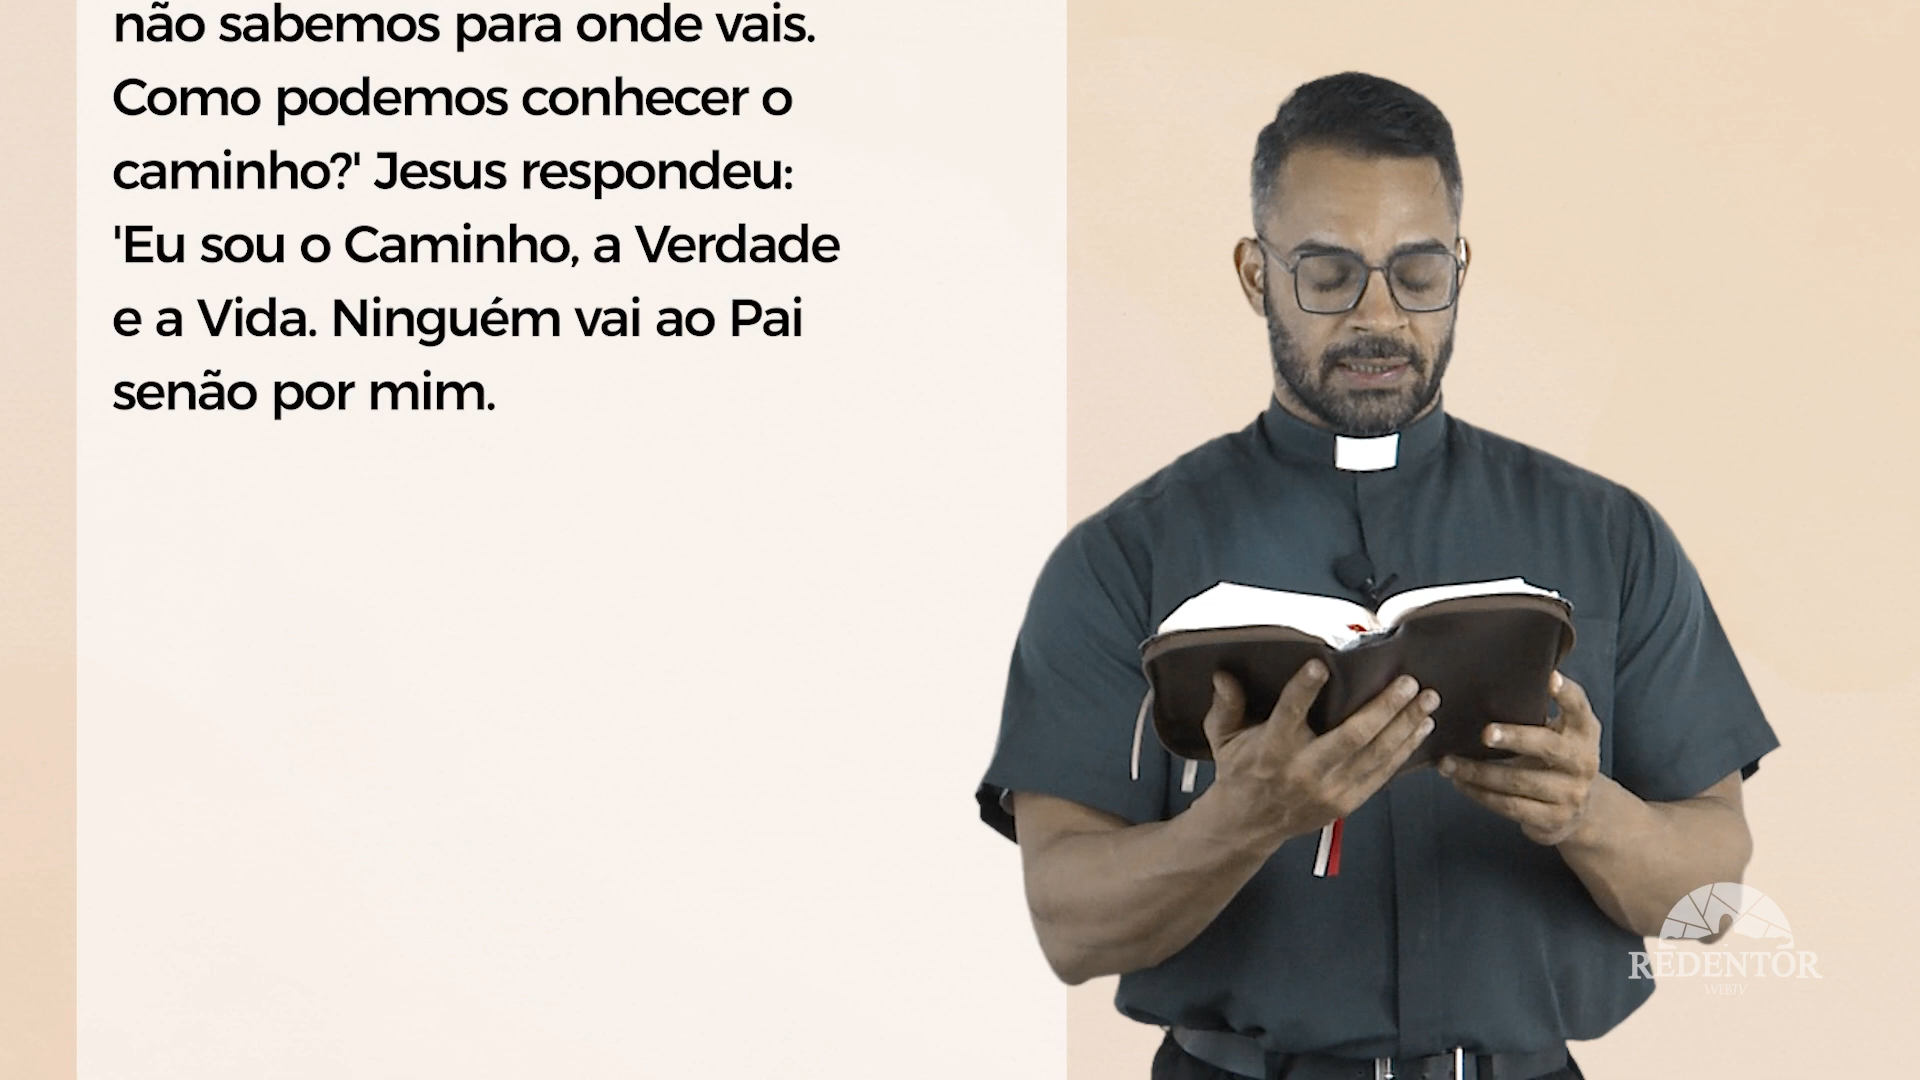 não sabemos para onde vais.
Como podemos conhecer o
caminho?' Jesus respondeu:
'Eu sou o Caminho, a Verdade
e a Vida. Ninguém vai ao Pai
senão por mim.
REDENTOR
WEBTV